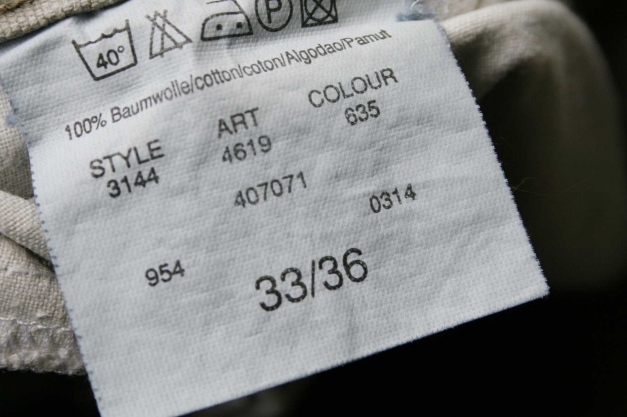 40° P
100% Baumwolle/cotton/coton/Algodao/Pamut
STYLE ART COLOUR
3144 4619 635
407071 0314
954 33/36